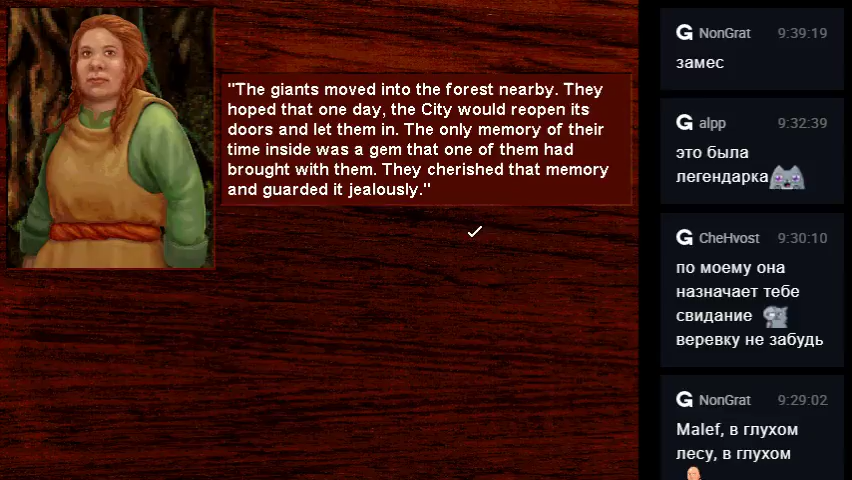 "The giants moved into the forest nearby. They
hoped that one day, the City would reopen its
doors and let them in. The only memory of their
time inside was a gem that one of them had
brought with them. They cherished that memory
and guarded it jealously."
G NonGrat 9:39:19
замес
G alpp 9:32:39
это была
легендарка
G CheHvost 9:30:10
по моему она
назначает тебе
свидание
веревку не забудь
G NonGrat 9:29:02
Malef, в глухом
лесу, в глухом